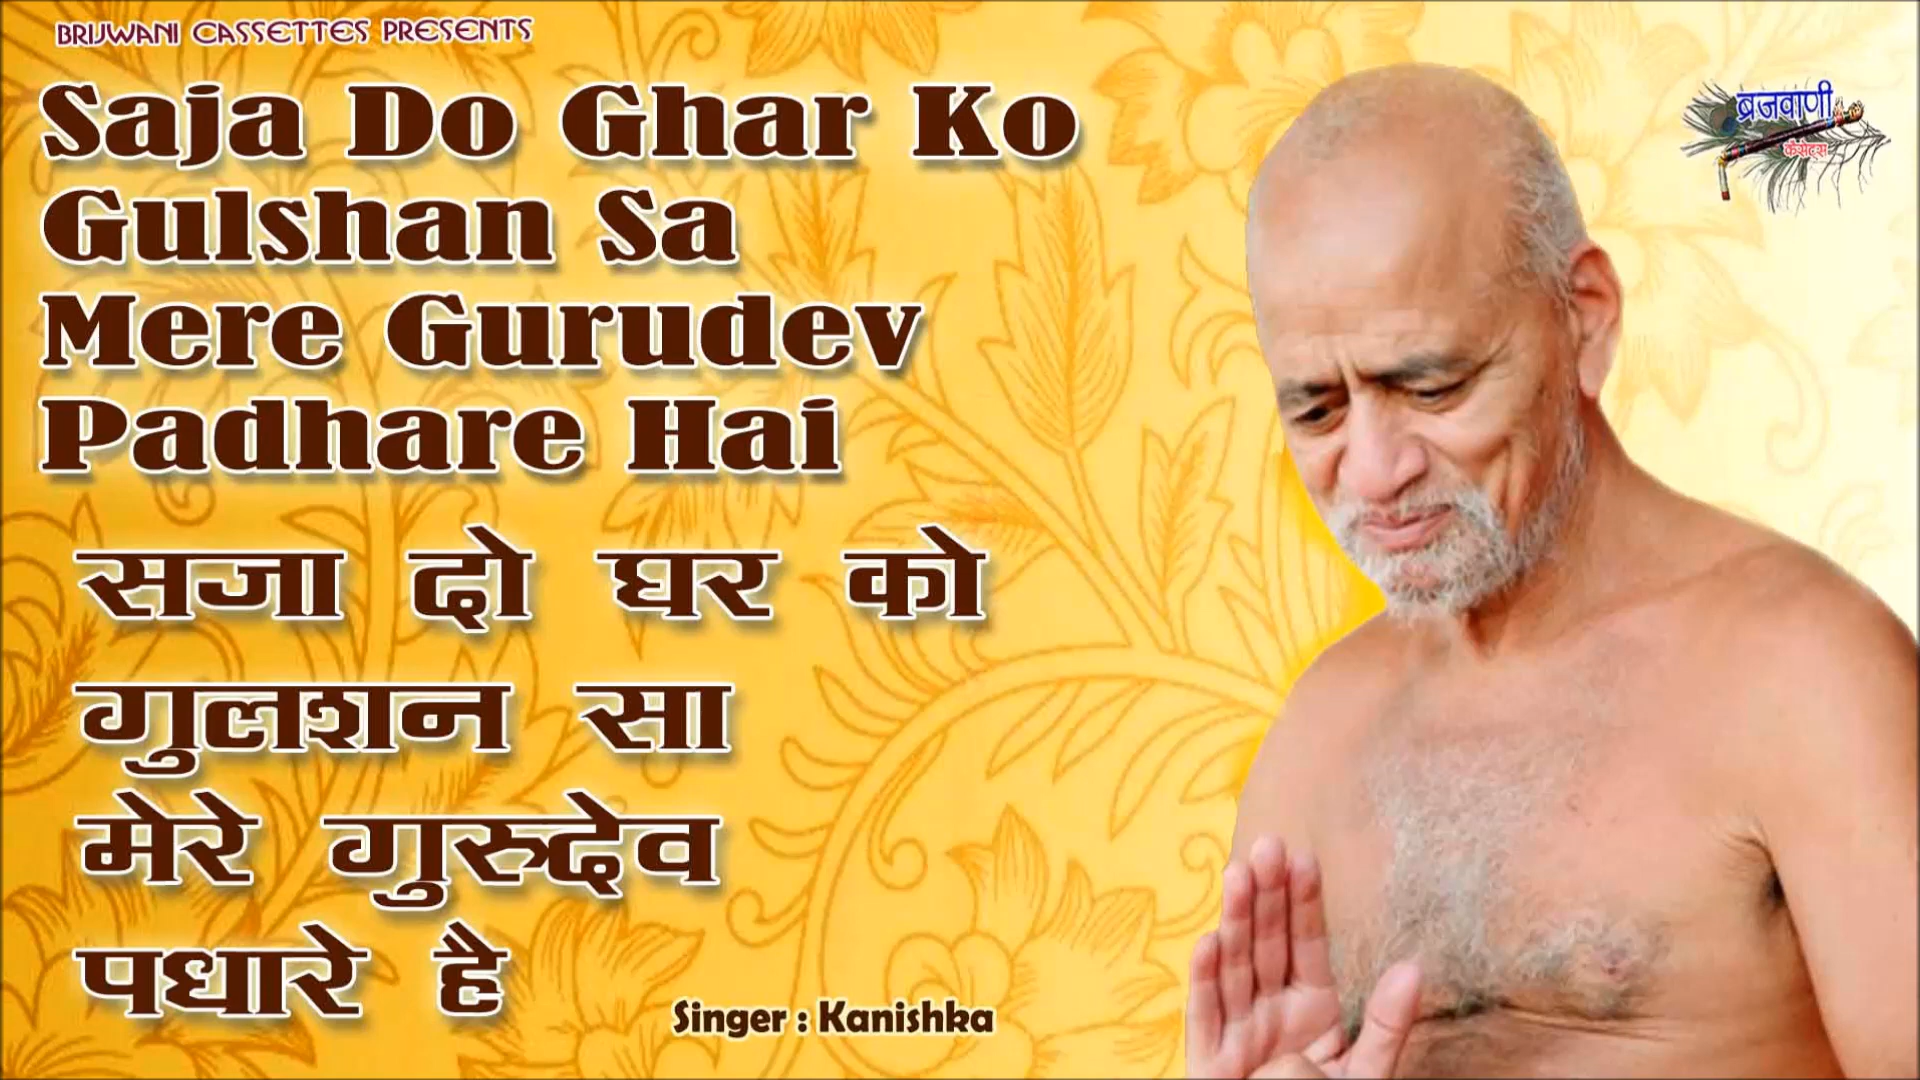 BRIJWANI CASSETTES PRESENTS
Saja Do Ghar Ko
Gulshan Sa
Mere Gurudev
Padhare Hai
सजा दो घर को
गुलशन सा
मेरे गुरुदेव
पधारे है
Singer : Kanishka
ब्रजवाणी
कैसेट्स